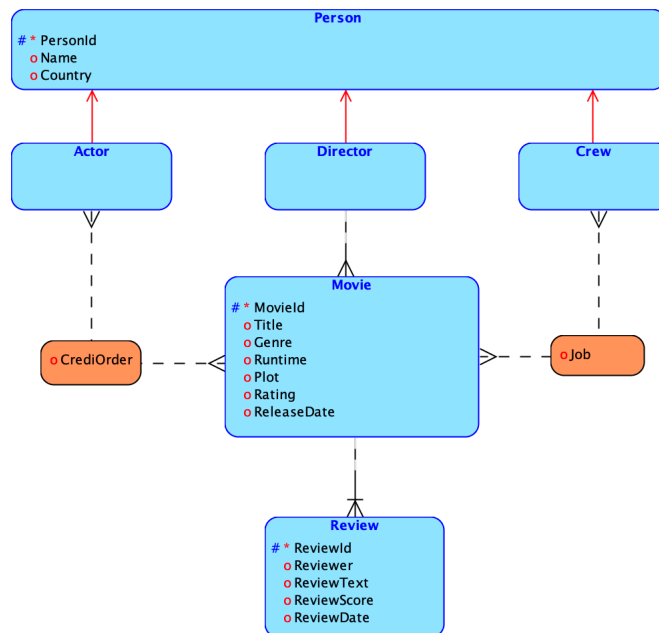 Person
# * PersonId
o Name
o Country
Actor
Director
Crew
Movie
# * MovieId
o Title
o Genre
o Runtime
o Plot
o Rating
o ReleaseDate
o CrediOrder
o Job
Review
# * ReviewId
o Reviewer
o ReviewText
o ReviewScore
o ReviewDate